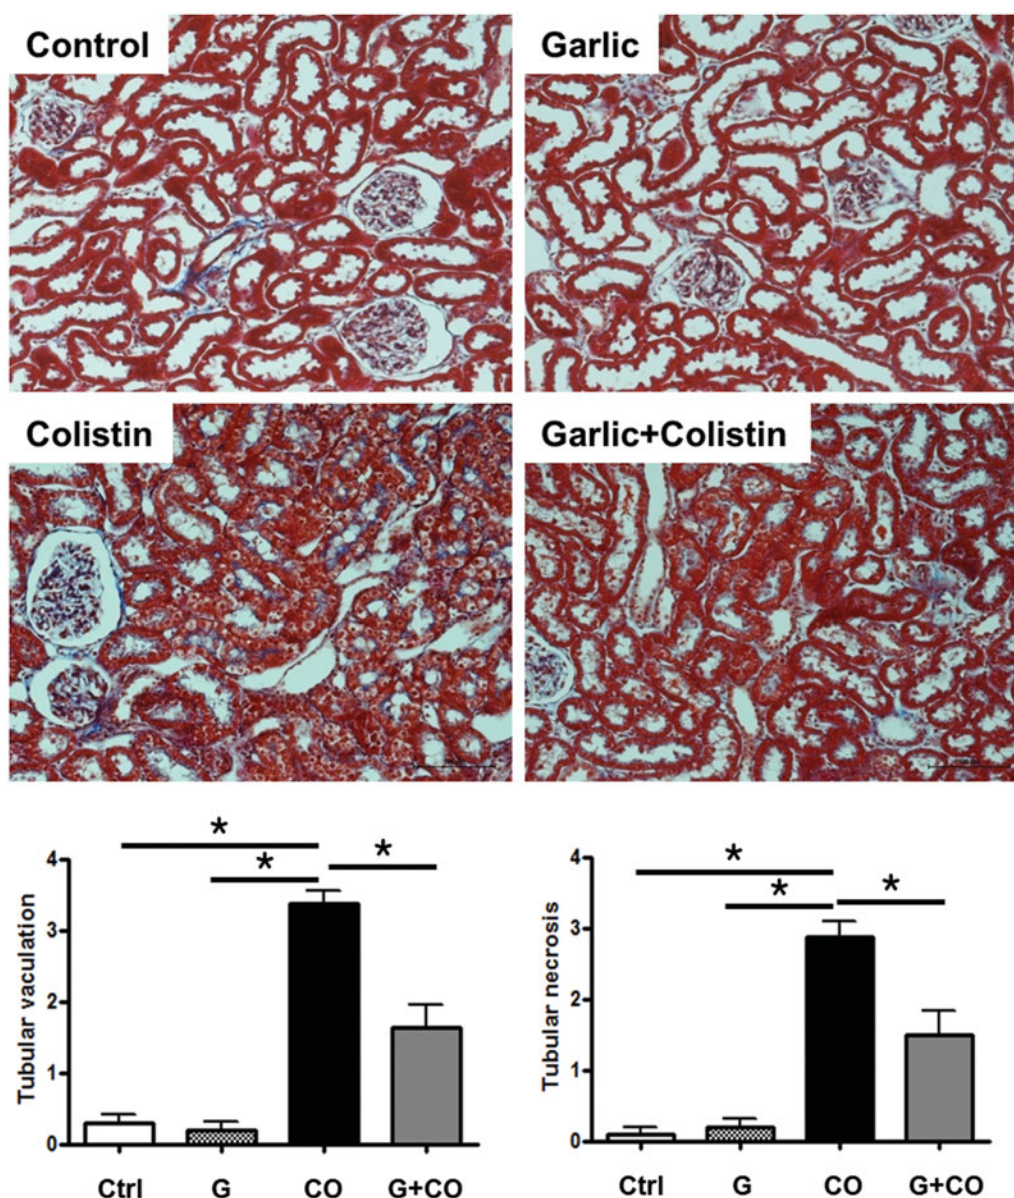 Control
Garlic
Colistin
Garlic+Colistin
* * *
Tubular vaculation
4
3
2
1
0
Ctrl G CO G+CO
* * *
Tubular necrosis
4
3
2
1
0
Ctrl G CO G+CO